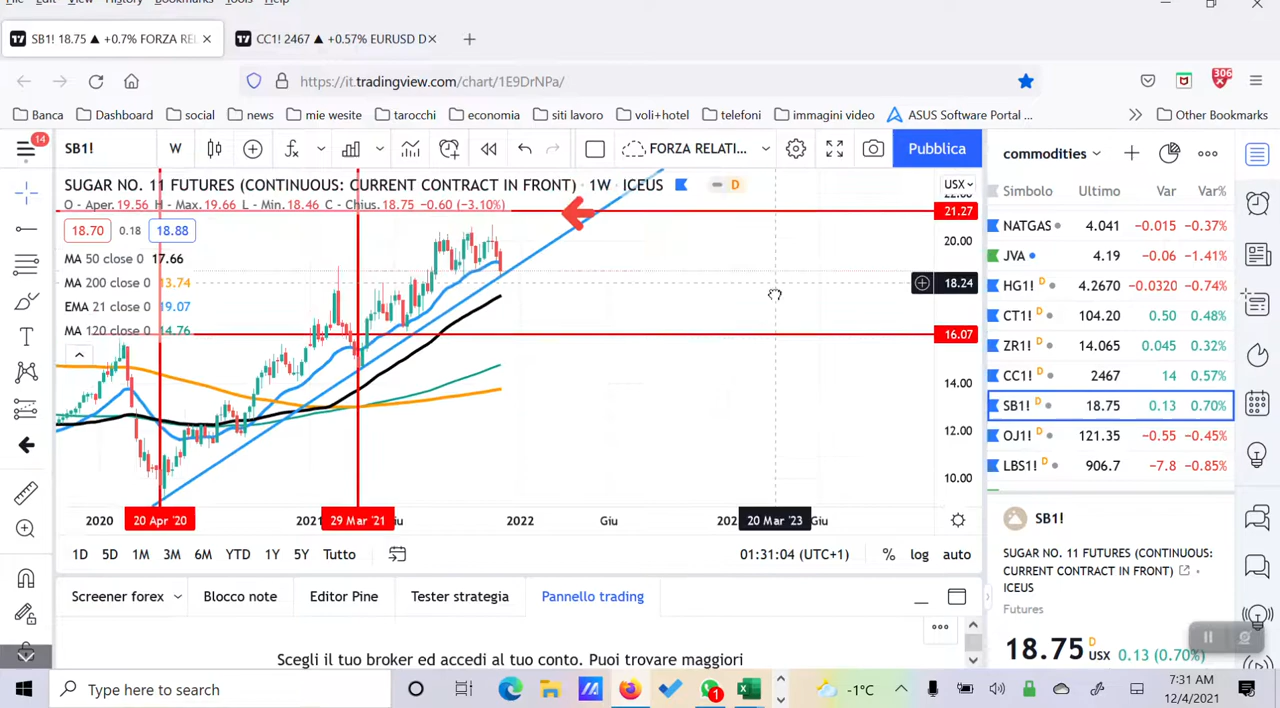 File Edit View History Bookmarks Tools Help
SB1! 18.75 ▲ +0.7% FORZA RE
CC1! 2467 ▲ +0.57% EURUSD D
https://it.tradingview.com/chart/1E9DrNPa/
306
Banca Dashboard social news mie wesite tarocchi economia siti lavoro voli+hotel telefoni immagini video ASUS Software Portal ... Other Bookmarks
14
SB1! W FORZA RELATI... Pubblica
commodities
SUGAR NO. 11 FUTURES (CONTINUOUS: CURRENT CONTRACT IN FRONT) · 1W · ICEUS D
USX
O - Aper. 19.56 H - Max. 19.66 L - Min. 18.46 C - Chius. 18.75 −0.60 (−3.10%)
18.70 0.18 18.88
MA 50 close 0 17.66
MA 200 close 0 13.74
EMA 21 close 0 19.07
MA 120 close 0 14.76
22.00
21.27
20.00
18.24
16.07
14.00
12.00
10.00
2020 20 Apr '20 2021 29 Mar '21 2022 Giu 20 Mar '23 Giu
1D 5D 1M 3M 6M YTD 1Y 5Y Tutto 01:31:04 (UTC+1) % log auto
Screener forex Blocco note Editor Pine Tester strategia Pannello trading
Scegli il tuo broker ed accedi al tuo conto. Puoi trovare maggiori
Simbolo Ultimo Var Var%
NATGAS 4.041 −0.015 −0.37%
JVA 4.19 −0.06 −1.41%
HG1! D 4.2670 −0.0320 −0.74%
CT1! D 104.20 0.50 0.48%
ZR1! D 14.065 0.045 0.32%
CC1! D 2467 14 0.57%
SB1! D 18.75 0.13 0.70%
OJ1! D 121.35 −0.55 −0.45%
LBS1! D 906.7 −7.8 −0.85%
SB1!
SUGAR NO. 11 FUTURES (CONTINUOUS:
CURRENT CONTRACT IN FRONT) ·
ICEUS
Futures
18.75 D USX 0.13 (0.70%)
Type here to search
1
-1°C
7:31 AM
12/4/2021